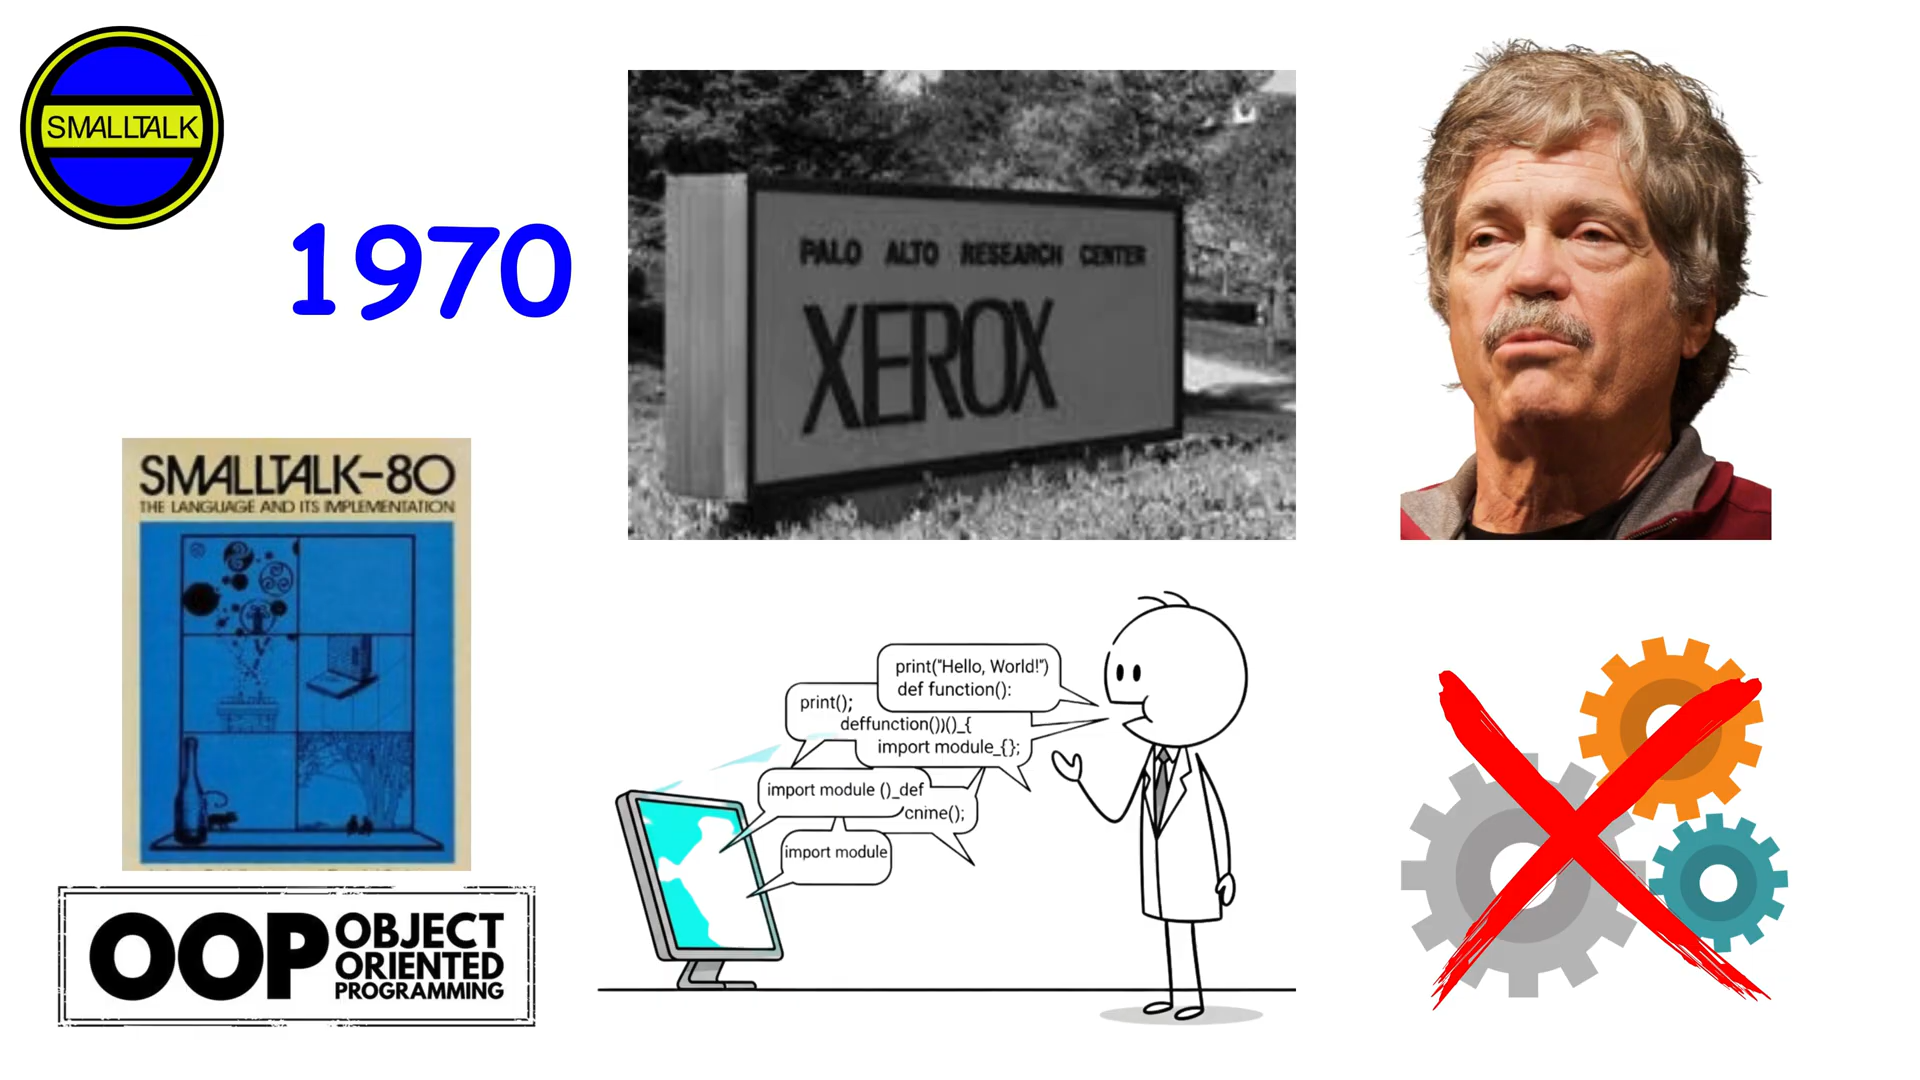 SMALLTALK
1970
PALO ALTO RESEARCH CENTER
XEROX
SMALLTALK-80
THE LANGUAGE AND ITS IMPLEMENTATION
OOP
OBJECT
ORIENTED
PROGRAMMING
print("Hello, World!")
def function():
print();
deffunction())()_{
import module_{};
import module ()_def
cnime();
import module